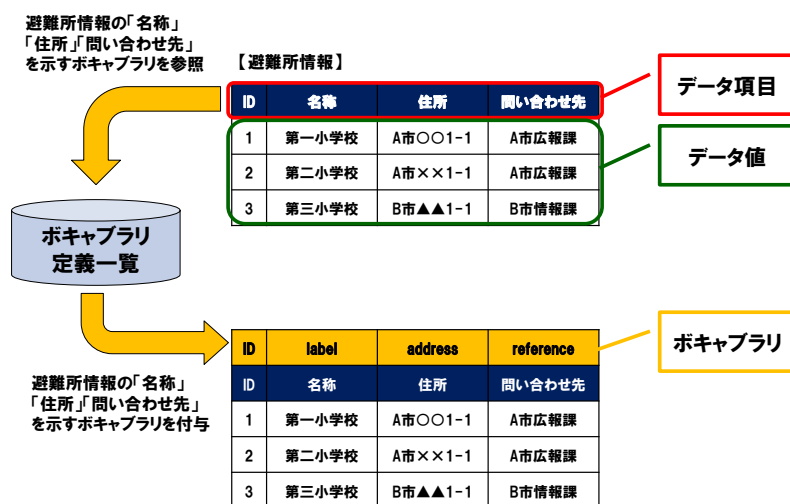 避難所情報の「名称」
「住所」「問い合わせ先」
を示すボキャブラリを参照
【避難所情報】
ID 名称 住所 問い合わせ先
1 第一小学校 A市○○1-1 A市広報課
2 第二小学校 A市××1-1 A市広報課
3 第三小学校 B市▲▲1-1 B市情報課
データ項目
データ値
ボキャブラリ
定義一覧
避難所情報の「名称」
「住所」「問い合わせ先」
を示すボキャブラリを付与
ID label address reference
ID 名称 住所 問い合わせ先
1 第一小学校 A市○○1-1 A市広報課
2 第二小学校 A市××1-1 A市広報課
3 第三小学校 B市▲▲1-1 B市情報課
ボキャブラリ